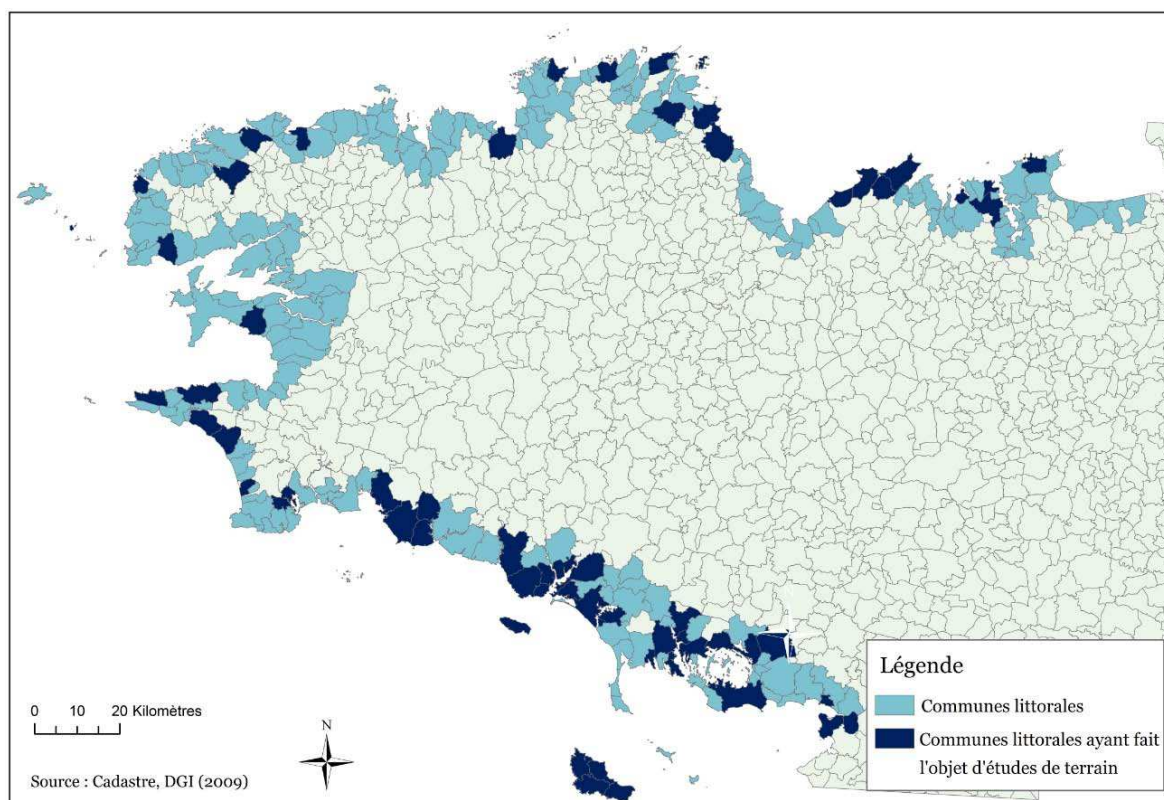 Légende
Communes littorales
Communes littorales ayant fait
l'objet d'études de terrain
0 10 20 Kilomètres
N
Source : Cadastre, DGI (2009)